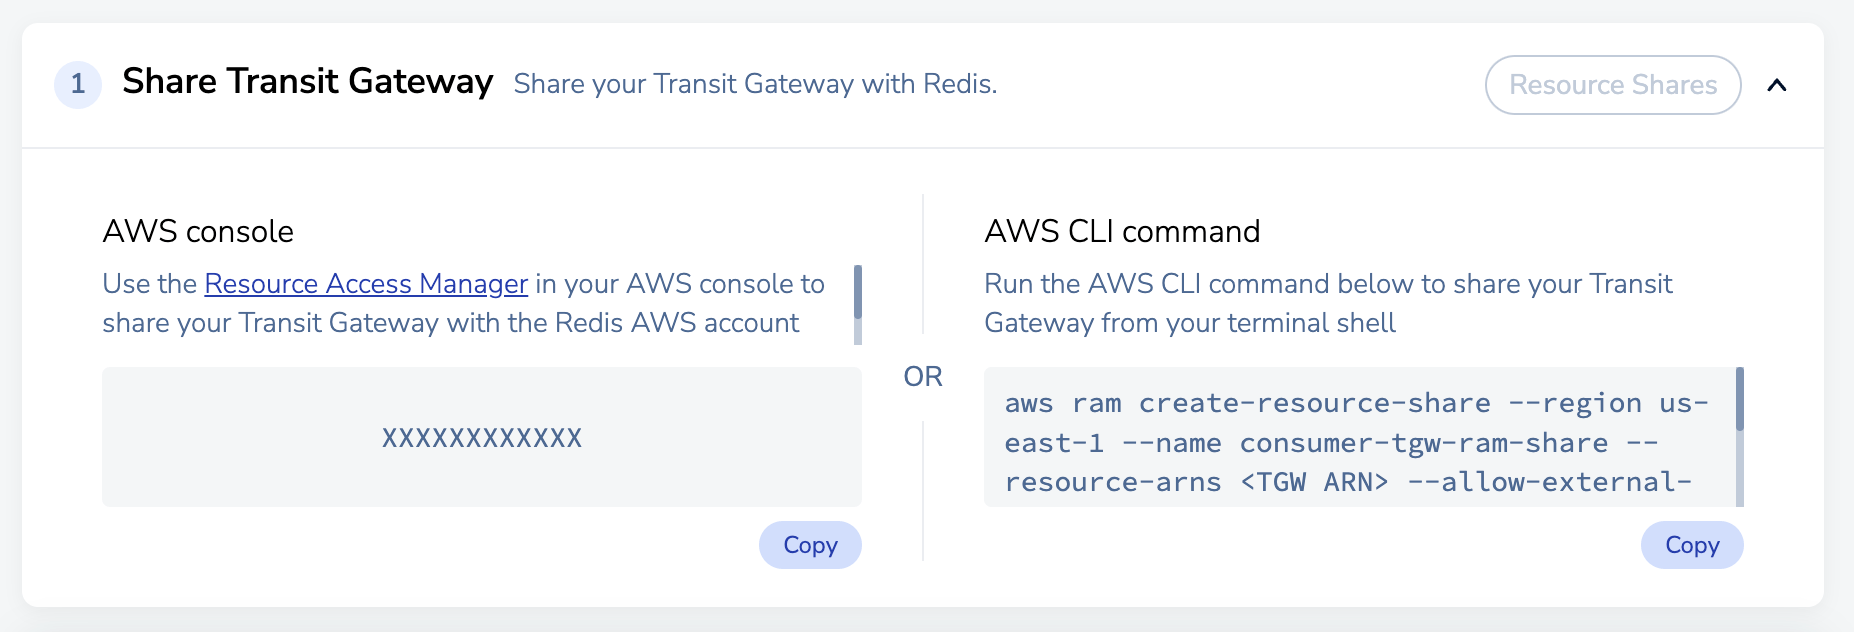 1
Share Transit Gateway
Share your Transit Gateway with Redis.
Resource Shares
AWS console
Use the Resource Access Manager in your AWS console to
share your Transit Gateway with the Redis AWS account
XXXXXXXXXXXX
Copy
OR
AWS CLI command
Run the AWS CLI command below to share your Transit
Gateway from your terminal shell
aws ram create-resource-share --region us-
east-1 --name consumer-tgw-ram-share --
resource-arns <TGW ARN> --allow-external-
Copy